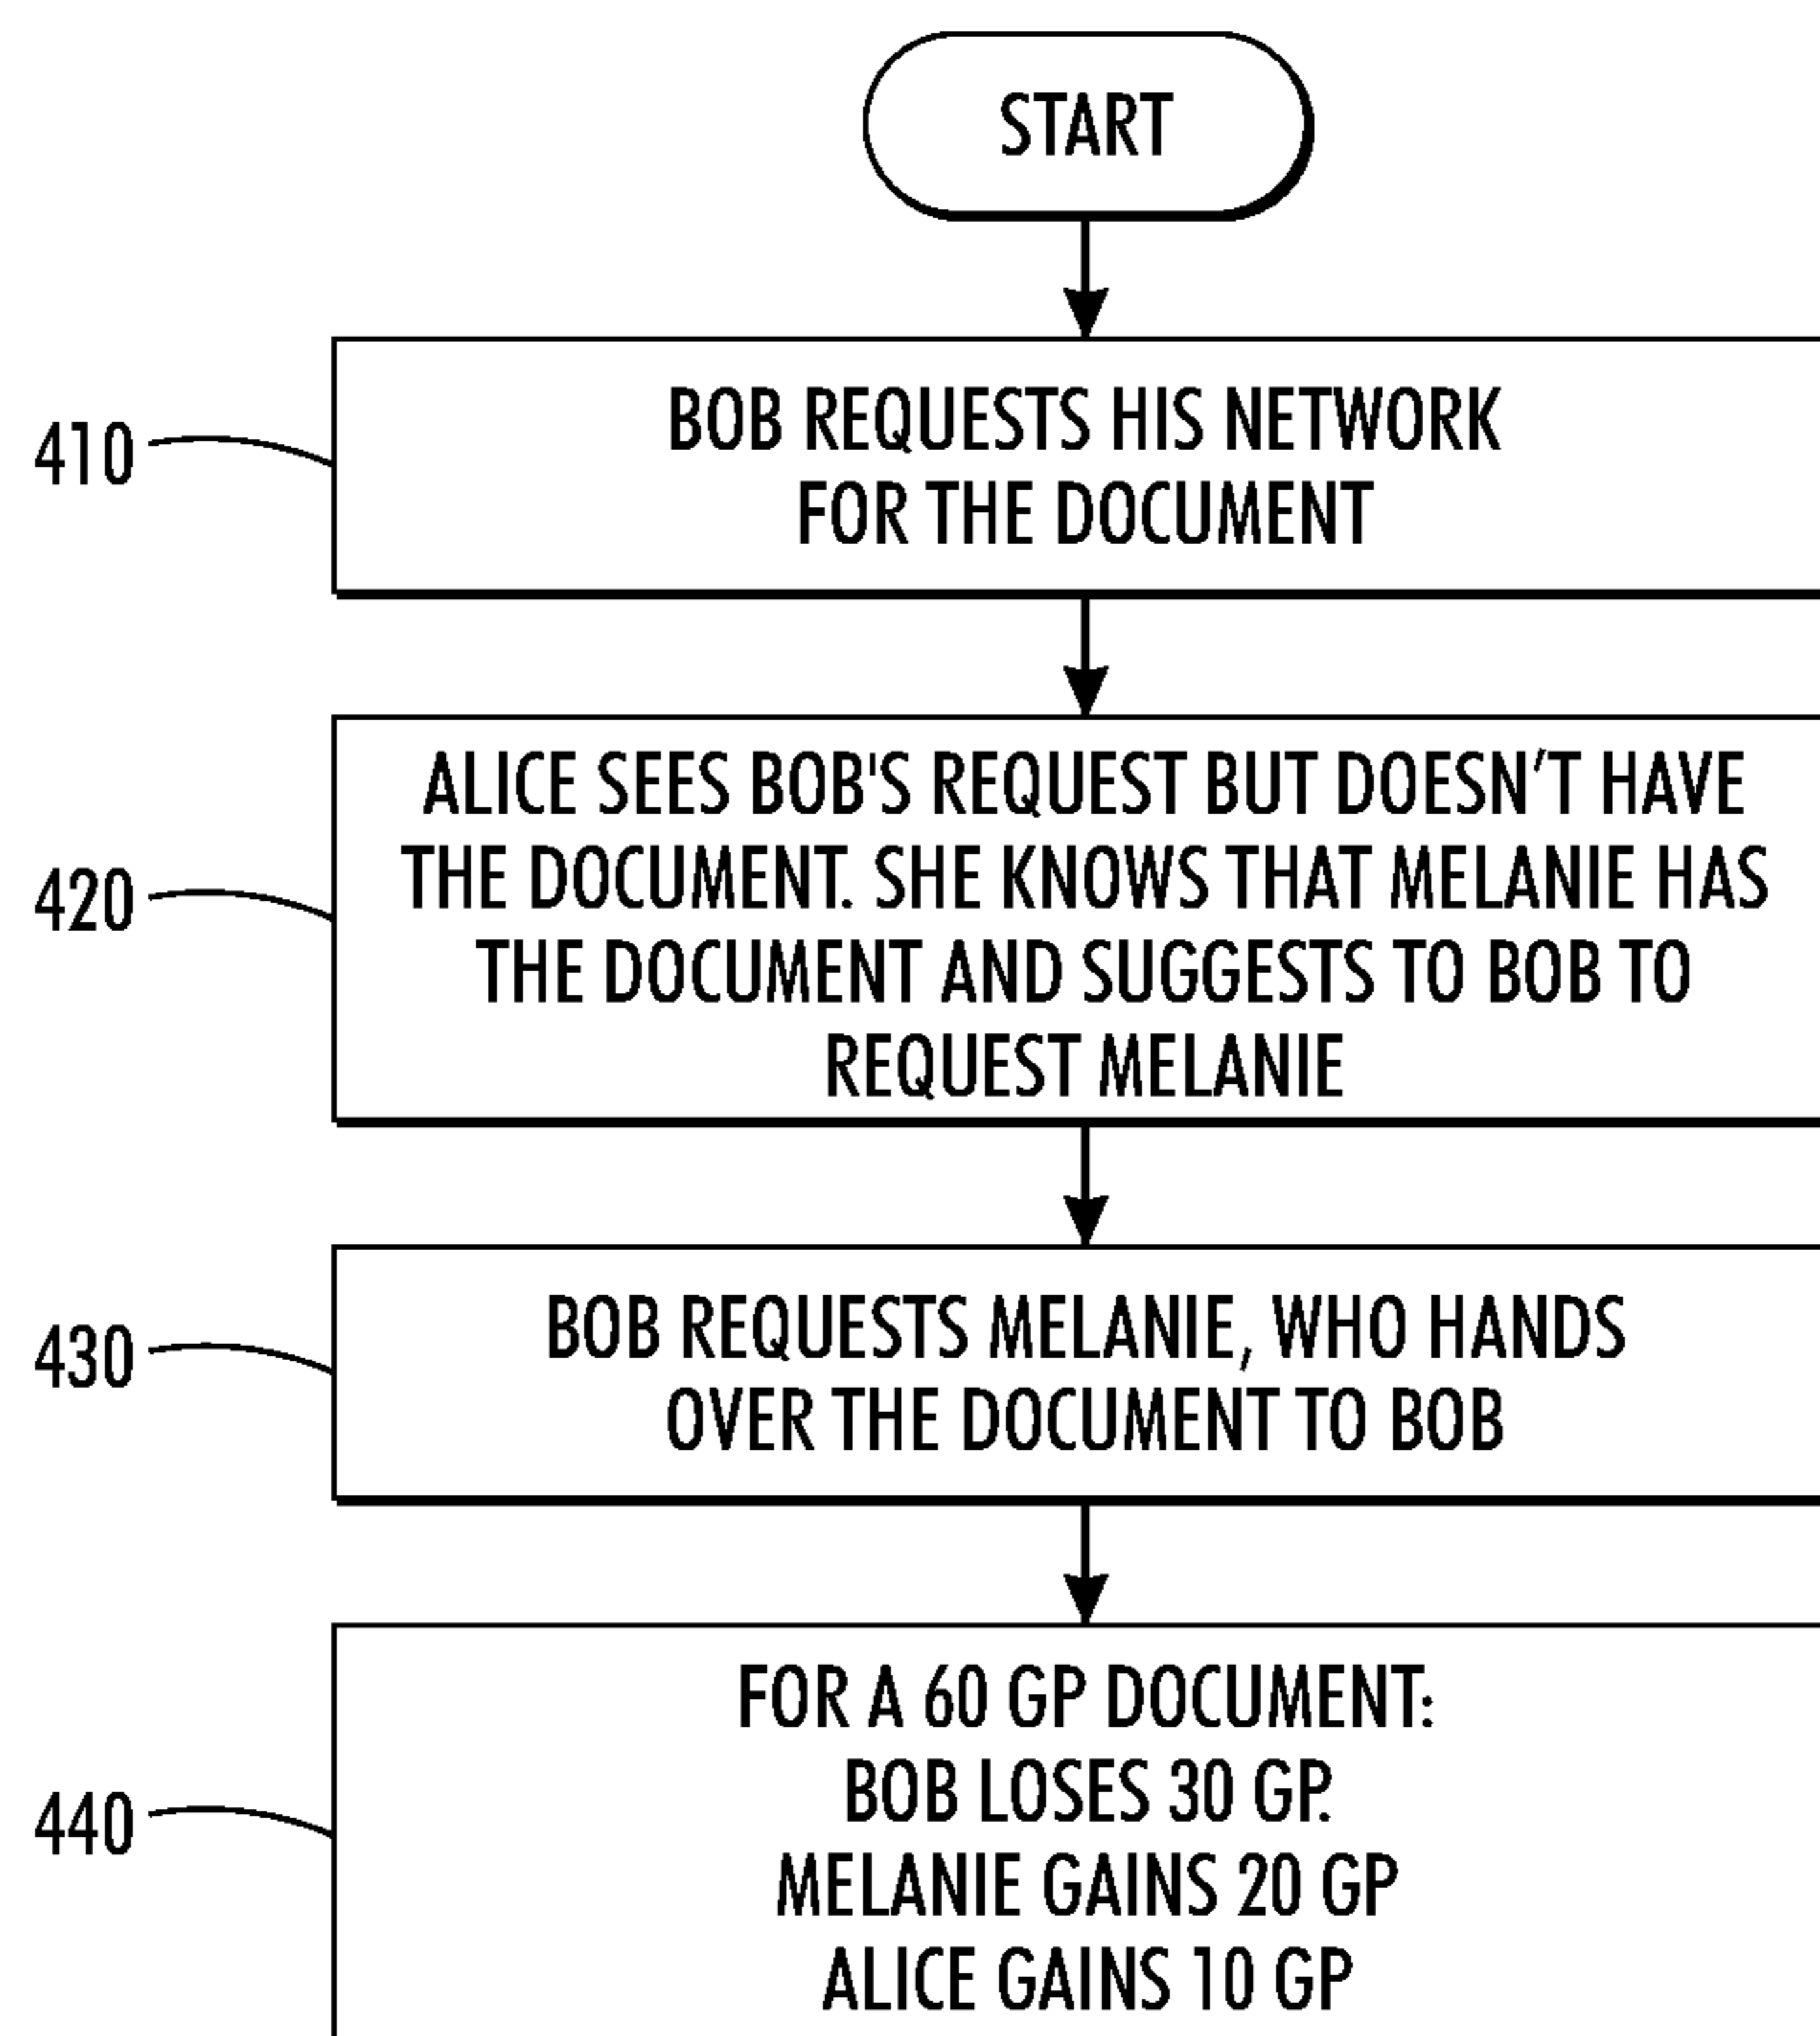 START
410
BOB REQUESTS HIS NETWORK
FOR THE DOCUMENT
420
ALICE SEES BOB'S REQUEST BUT DOESN'T HAVE
THE DOCUMENT. SHE KNOWS THAT MELANIE HAS
THE DOCUMENT AND SUGGESTS TO BOB TO
REQUEST MELANIE
430
BOB REQUESTS MELANIE, WHO HANDS
OVER THE DOCUMENT TO BOB
440
FOR A 60 GP DOCUMENT:
BOB LOSES 30 GP.
MELANIE GAINS 20 GP
ALICE GAINS 10 GP